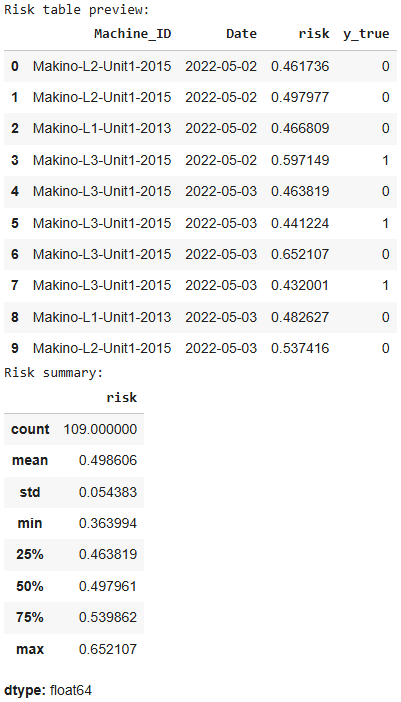 Risk table preview:
Machine_ID Date risk y_true
0 Makino-L2-Unit1-2015 2022-05-02 0.461736 0
1 Makino-L2-Unit1-2015 2022-05-02 0.497977 0
2 Makino-L1-Unit1-2013 2022-05-02 0.466809 0
3 Makino-L3-Unit1-2015 2022-05-02 0.597149 1
4 Makino-L3-Unit1-2015 2022-05-03 0.463819 0
5 Makino-L3-Unit1-2015 2022-05-03 0.441224 1
6 Makino-L3-Unit1-2015 2022-05-03 0.652107 0
7 Makino-L3-Unit1-2015 2022-05-03 0.432001 1
8 Makino-L1-Unit1-2013 2022-05-03 0.482627 0
9 Makino-L2-Unit1-2015 2022-05-03 0.537416 0
Risk summary:
risk
count 109.000000
mean 0.498606
std 0.054383
min 0.363994
25% 0.463819
50% 0.497961
75% 0.539862
max 0.652107
dtype: float64